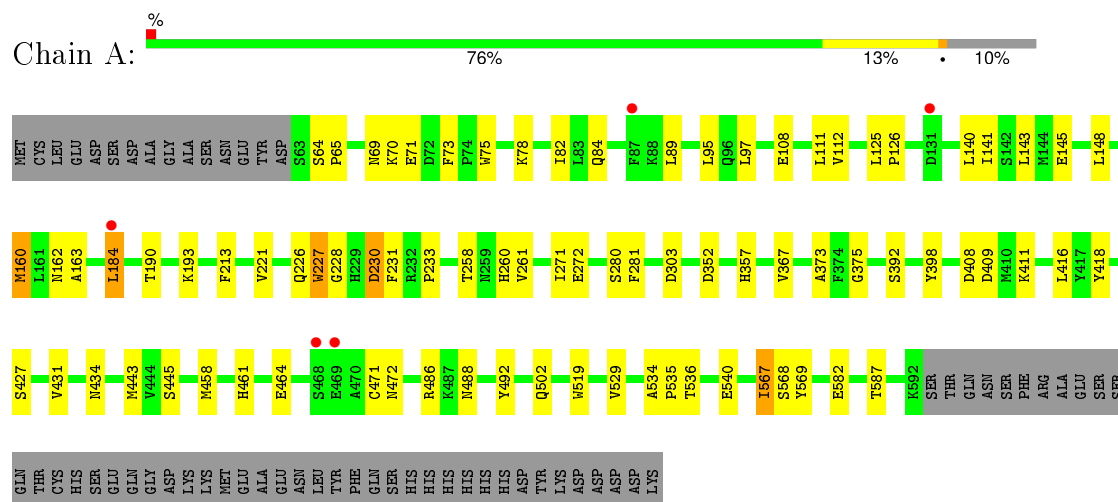 %
Chain A:
76% 13% • 10%
MET CYS LEU GLU ASP SER ASP ALA GLY ALA SER ASN GLU TYR ASP S63 S64 P65 N69 K70 E71 D72 F73 P74 W75 K78 I82 L83 Q84 F87 K88 L89 L95 Q96 L97 E108 L111 V112 L125 P126 D131 L140 I141 S142 L143 M144 E145 L148
M160 L161 N162 A163 L184 T190 K193 F213 V221 Q226 W227 G228 H229 D230 F231 R232 P233 T258 N259 H260 V261 I271 E272 S280 F281 D303 D352 H357 V367 A373 F374 G375 S392 Y398 D408 D409 M410 K411 L416 Y417 Y418
S427 V431 N434 M443 V444 S445 M458 H461 E464 S468 E469 A470 C471 N472 R486 K487 N488 Y492 Q502 W519 V529 A534 P535 T536 E540 I567 S568 Y569 E582 T587 K592 SER THR GLN ASN SER PHE ARG ALA GLU SER SER
GLN THR CYS HIS SER GLU GLN GLY ASP LYS LYS MET GLU ALA GLU ASN LEU TYR PHE GLN SER HIS HIS HIS HIS HIS HIS ASP TYR LYS ASP ASP ASP ASP LYS